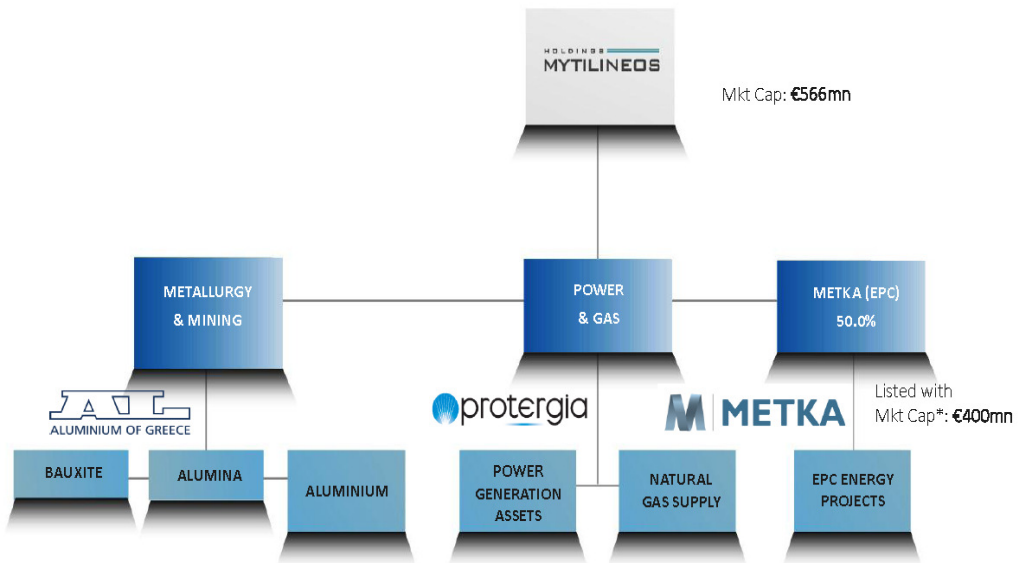 HOLDINGS
MYTILINEOS
Mkt Cap: €566mn
METALLURGY
& MINING
POWER
& GAS
METKA (EPC)
50.0%
ALUMINIUM OF GREECE
protergia
METKA
Listed with
Mkt Cap*: €400mn
BAUXITE
ALUMINA
ALUMINIUM
POWER
GENERATION
ASSETS
NATURAL
GAS SUPPLY
EPC ENERGY
PROJECTS